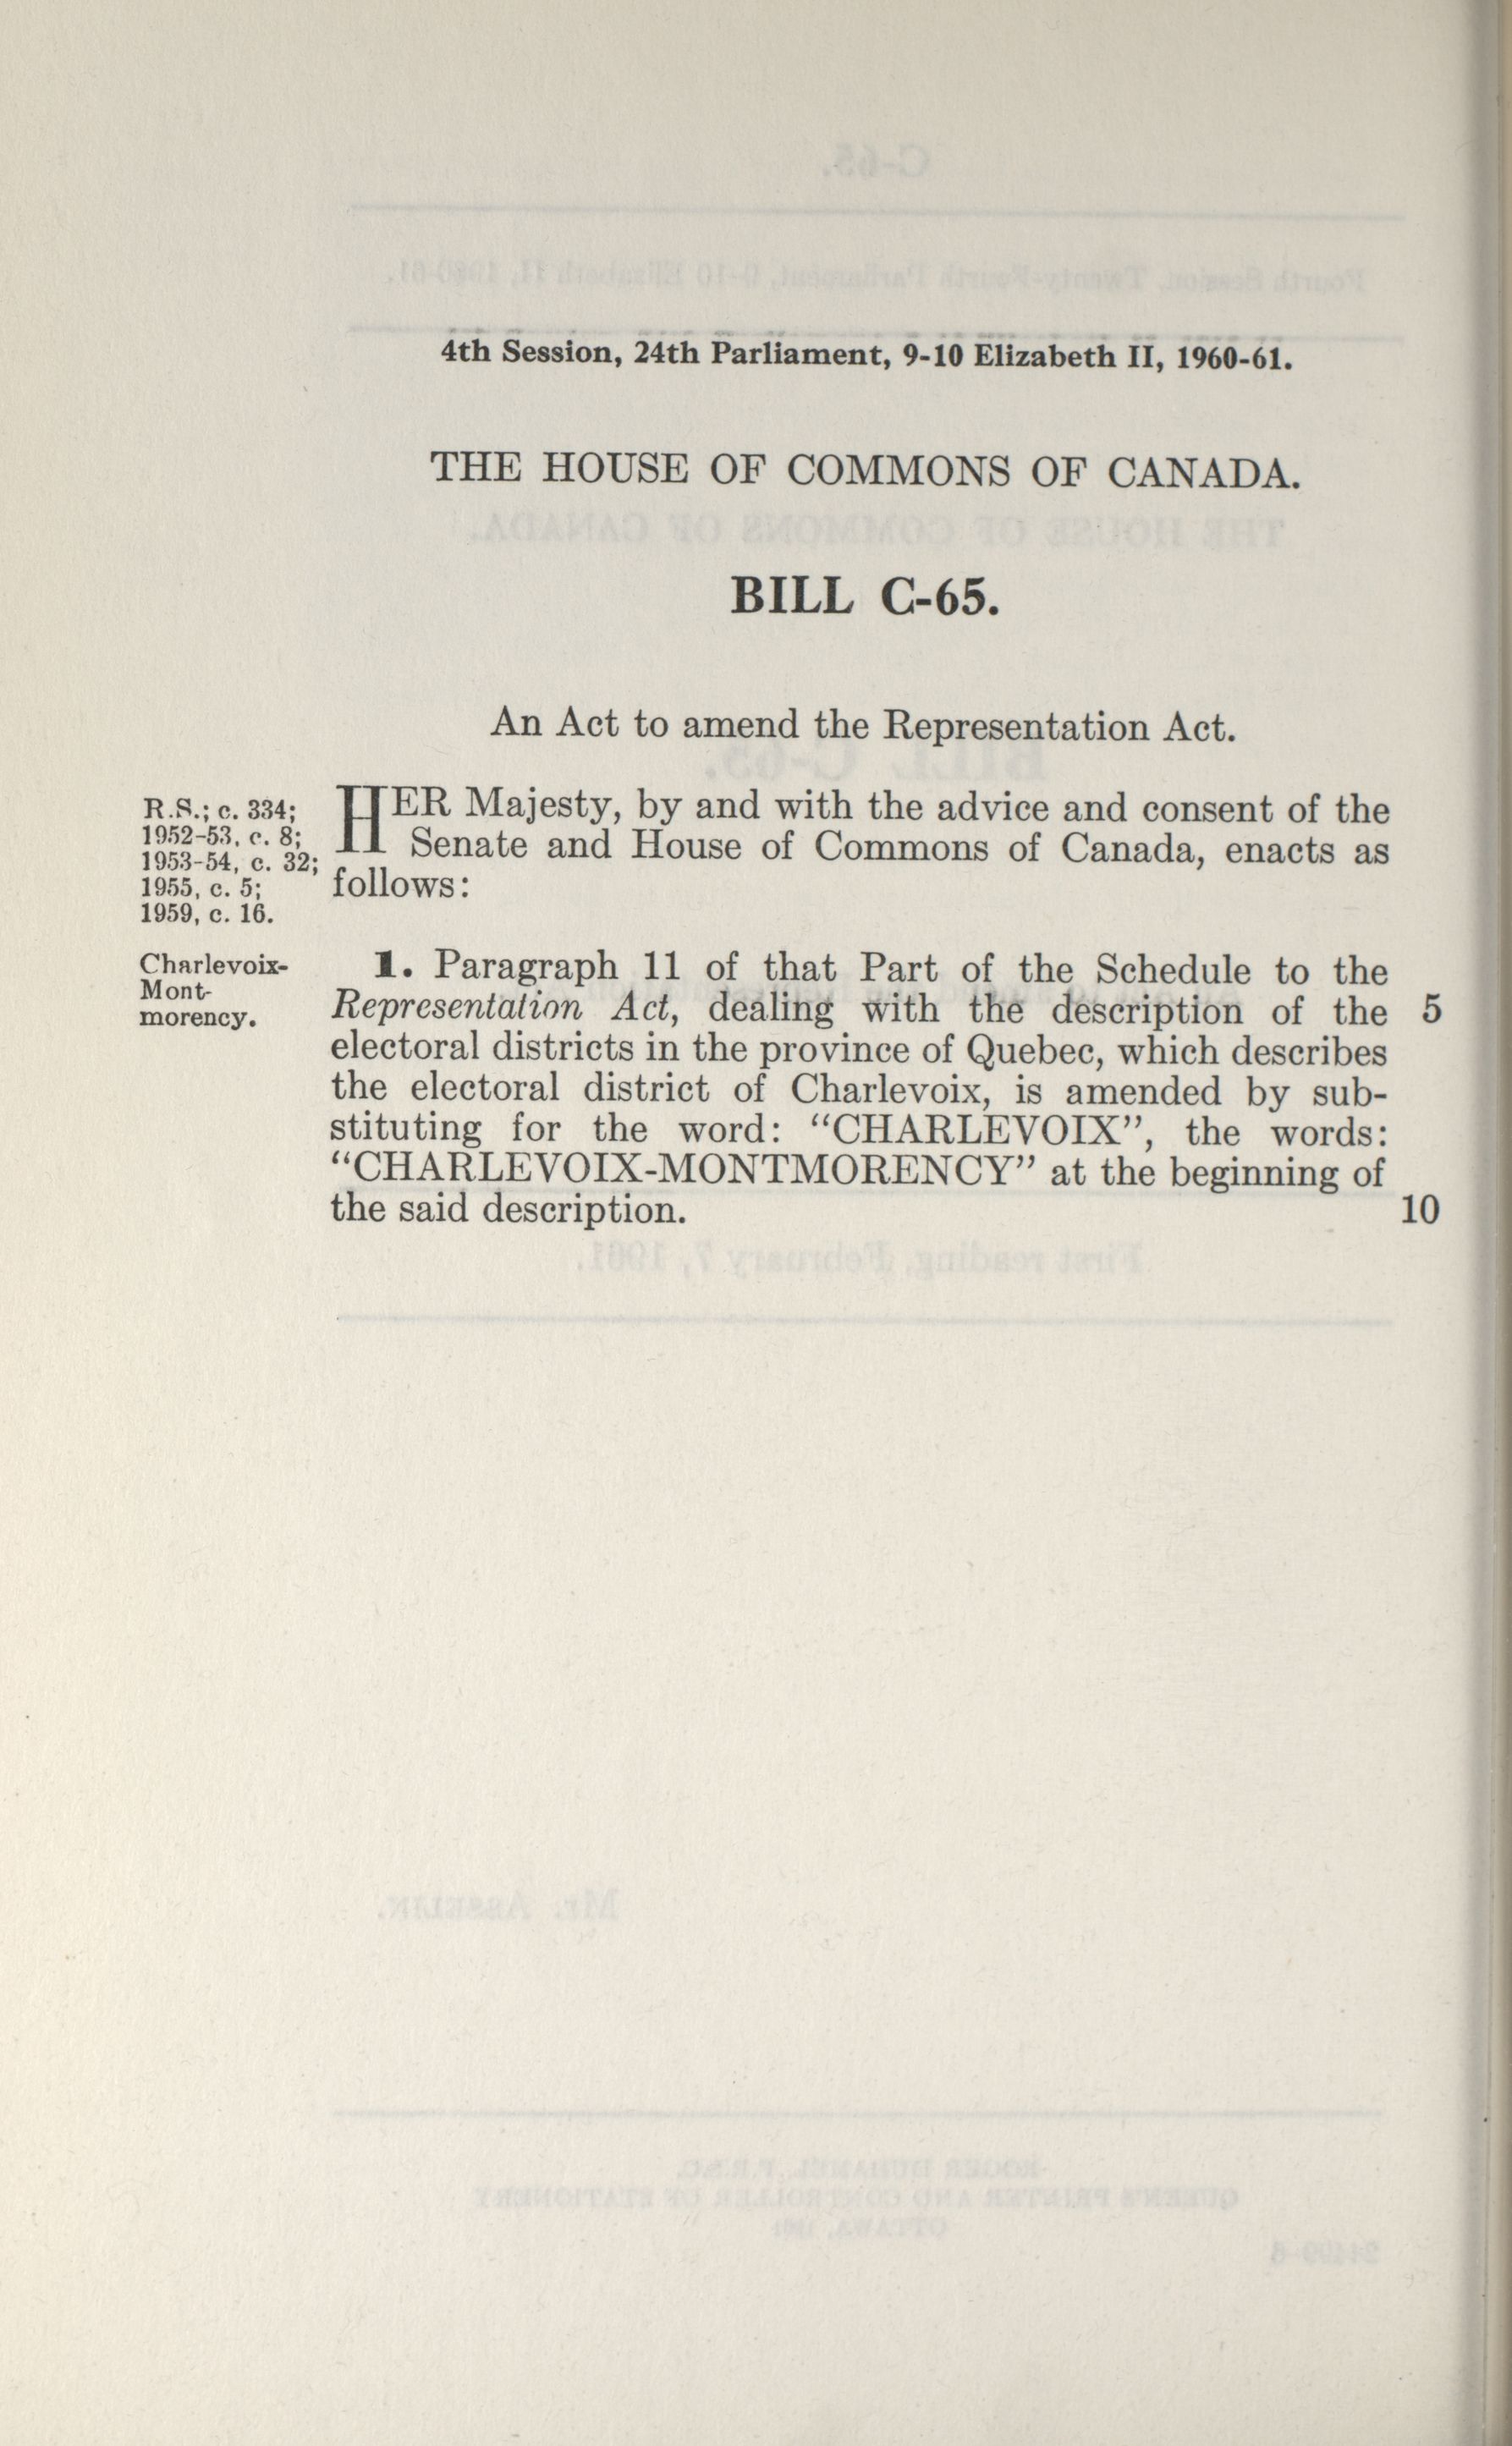 4th Session, 24th Parliament, 9-10 Elizabeth II, 1960-61.
THE HOUSE OF COMMONS OF CANADA.
BILL C-65.
An Act to amend the Representation Act.
R.S.; c. 334;
1952-53, c. 8;
1953-54, c. 32;
1955, c. 5;
1959, c. 16.
HER Majesty, by and with the advice and consent of the
Senate and House of Commons of Canada, enacts as
follows:
Charlevoix-
Mont-
morency.
1. Paragraph 11 of that Part of the Schedule to the
Representation Act, dealing with the description of the 5
electoral districts in the province of Quebec, which describes
the electoral district of Charlevoix, is amended by sub-
stituting for the word: “CHARLEVOIX”, the words:
“CHARLEVOIX-MONTMORENCY” at the beginning of
the said description. 10